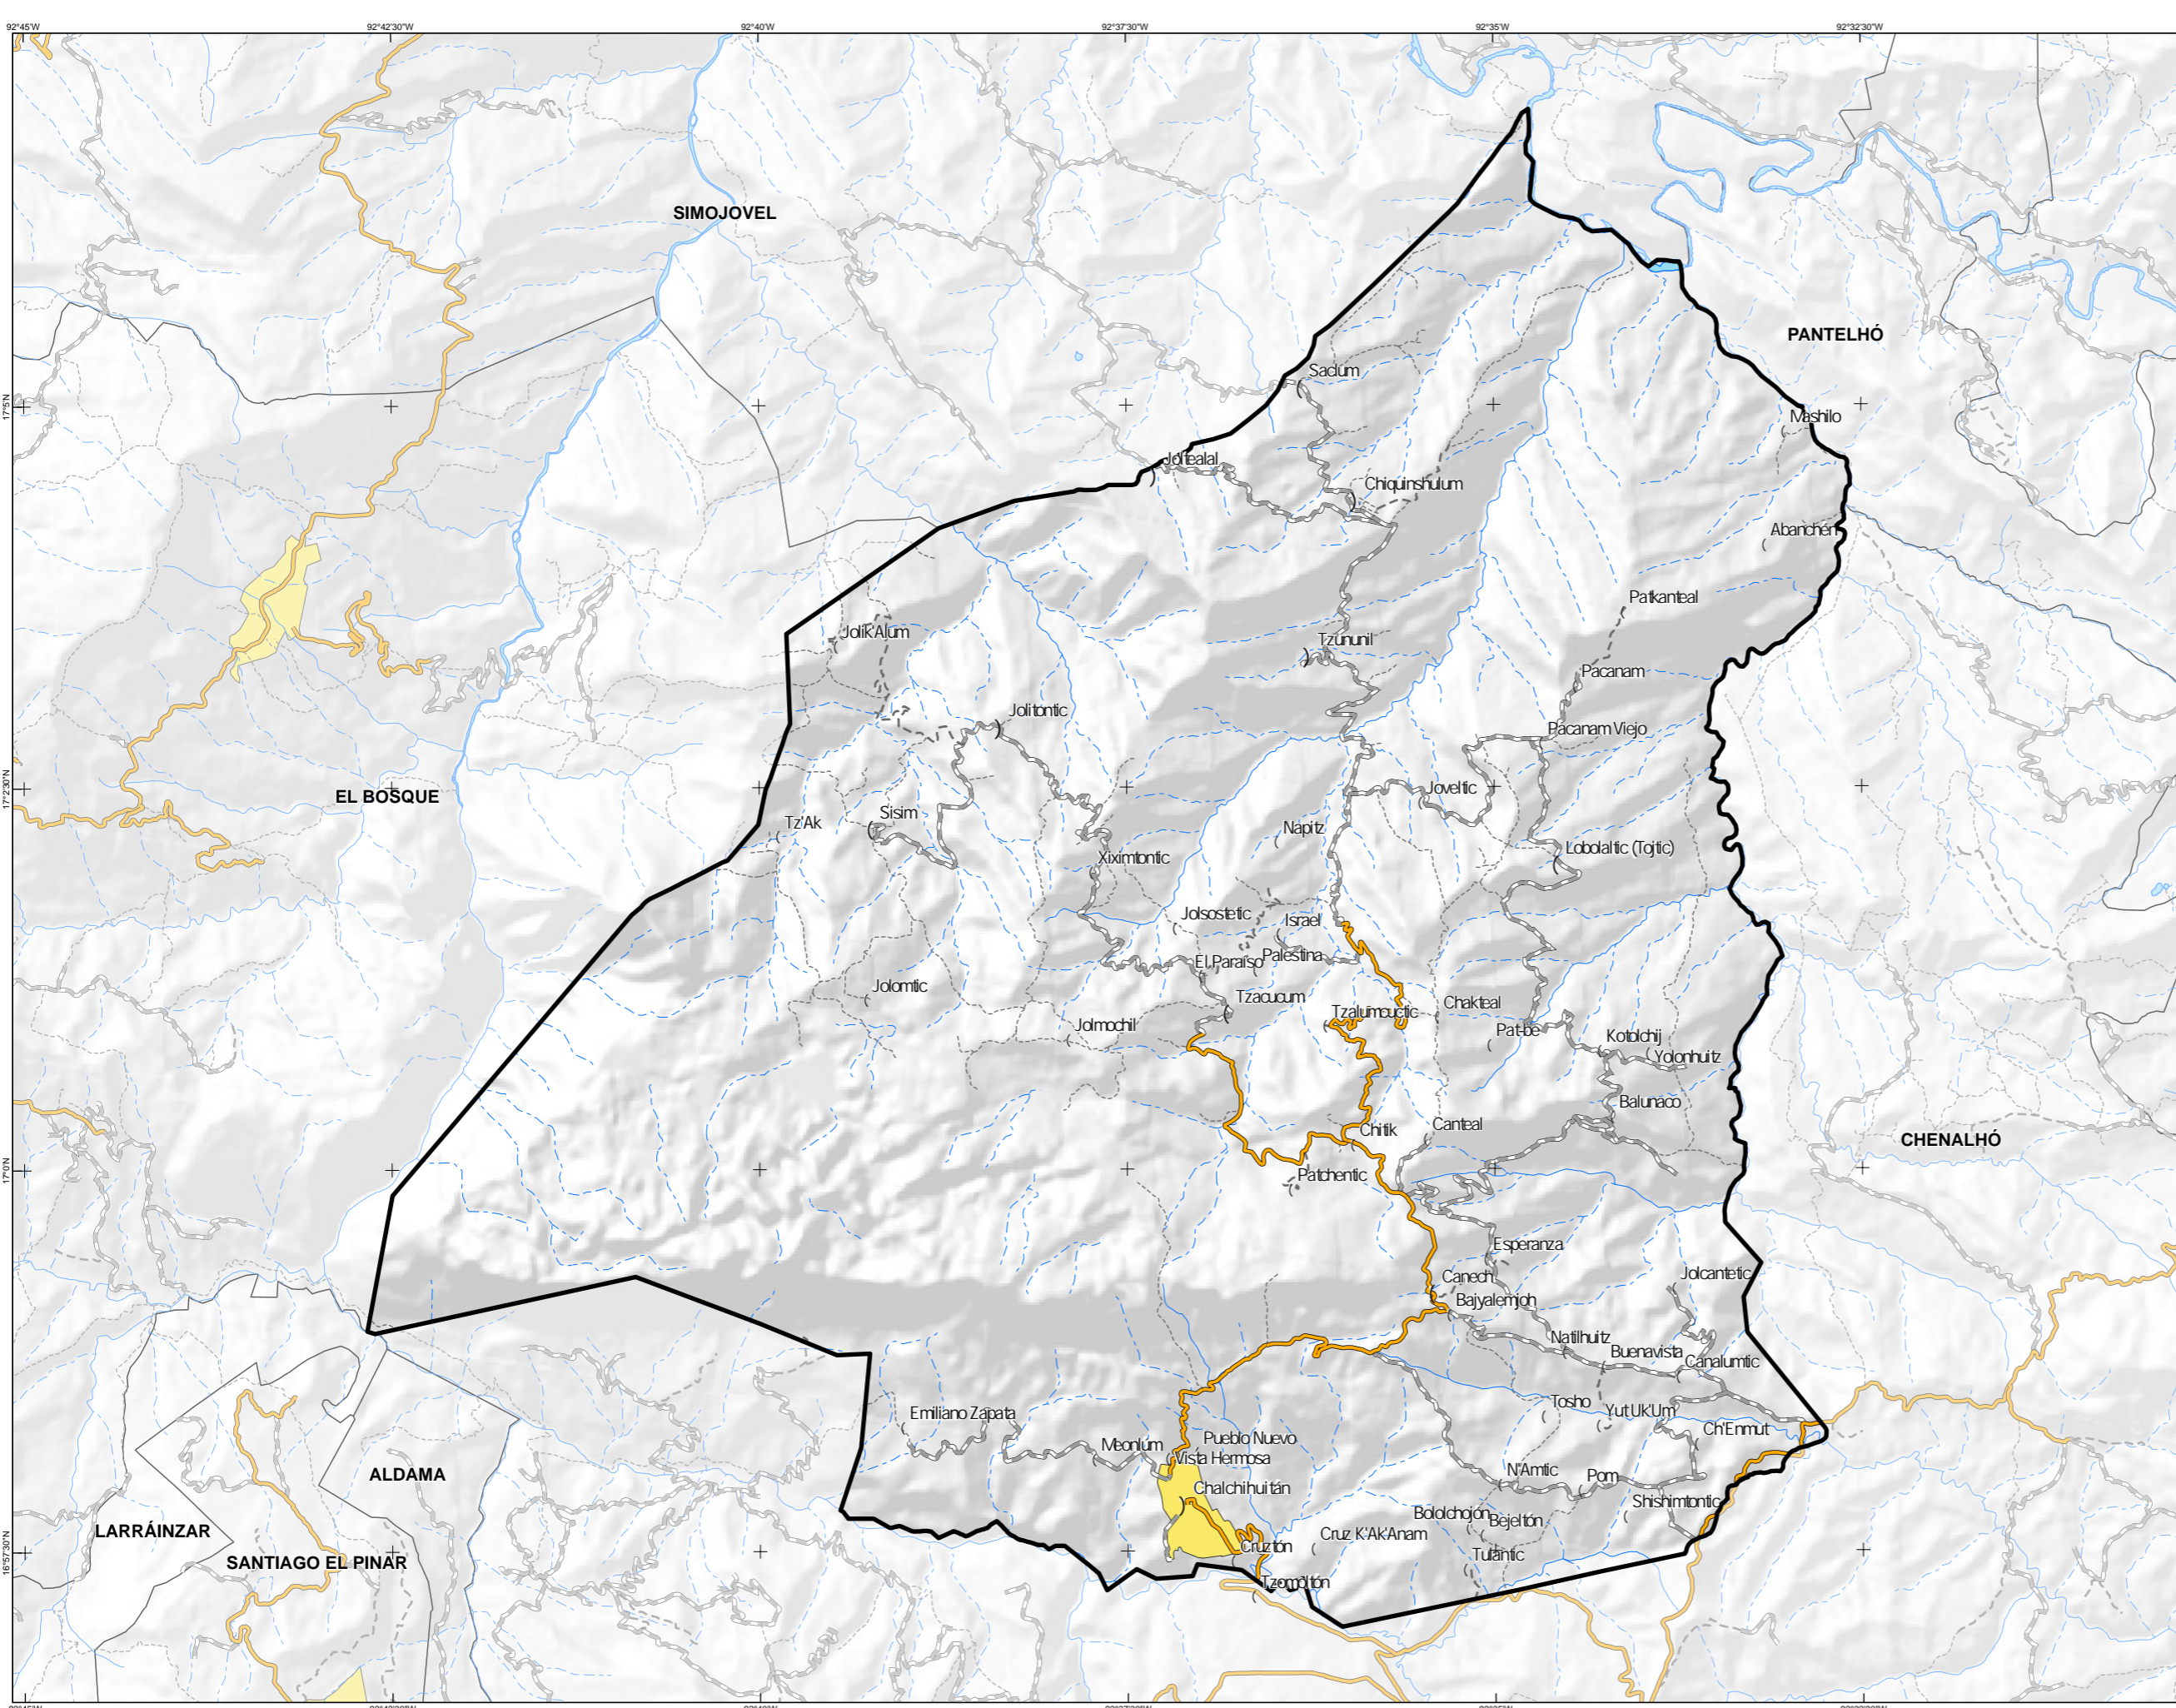 92°45'W
92°42'30"W
92°40'W
92°37'30"W
92°35'W
92°32'30"W
SIMOJOVEL
PANTELHÓ
Saclum
17°5'N
Mashilo
Joltealal
Chiquinshulum
Abanchén
Patkanteal
Jolik'Alum
Tzununil
Pacanam
Jolitontic
Pacanam Viejo
17°2'30"N
EL BOSQUE
Joveltic
Sisim
Tz'Ak
Napitz
Lobolaltic (Tojtic)
Xiximtontic
Jolsostetic
Israel
Palestina
El Paraíso
Jolomtic
Tzacucum
Chakteal
Tzalumcuctic
Jolmochil
Pat-be
Kotolchij
Yolonhuitz
Balunaco
Canteal
Chitik
CHENALHÓ
17°0'N
Patchentic
Esperanza
Canech
Jolcantetic
Bajyalemjoh
Natilhuitz
Buenavista
Canalumtic
Tosho
Yut Uk'Um
Emiliano Zapata
Ch'Enmut
Pueblo Nuevo
Meonlúm
Vista Hermosa
N'Amtic
Pom
ALDAMA
Chalchihuitán
Shishimtontic
Bololchojón
Bejeltón
LARRÁINZAR
Cruz K'Ak'Anam
Cruztón
16°57'30"N
SANTIAGO EL PINAR
Tulantic
Tzomoltón